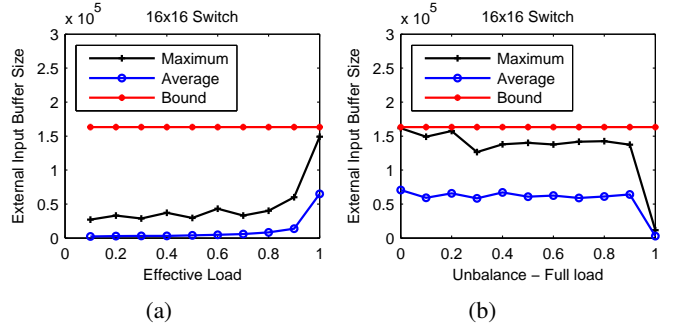 x 10^5
16x16 Switch
External Input Buffer Size
3
2.5
2
1.5
1
0.5
0
Maximum
Average
Bound
0 0.2 0.4 0.6 0.8 1
Effective Load
(a)
x 10^5
16x16 Switch
External Input Buffer Size
3
2.5
2
1.5
1
0.5
0
Maximum
Average
Bound
0 0.2 0.4 0.6 0.8 1
Unbalance − Full load
(b)